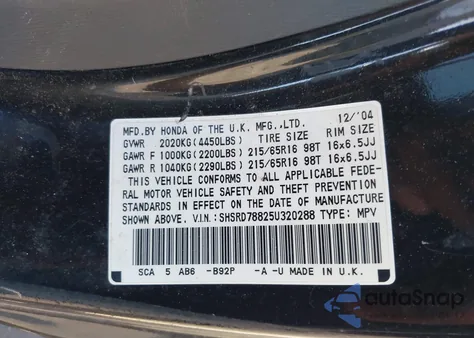 MFD.BY HONDA OF THE U.K. MFG.,LTD. 12/'04
GVWR 2020KG(4450LBS) TIRE SIZE RIM SIZE
GAWR F 1000KG(2200LBS) 215/65R16 98T 16x6.5JJ
GAWR R 1040KG(2290LBS) 215/65R16 98T 16x6.5JJ
THIS VEHICLE CONFORMS TO ALL APPLICABLE FEDE-
RAL MOTOR VEHICLE SAFETY AND THEFT PREVENTION
STANDARDS IN EFFECT ON THE DATE OF MANUFACTURE
SHOWN ABOVE. V.I.N.:SHSRD78825U320288 TYPE: MPV
SCA 5 AB6 -B92P -A -U MADE IN U.K.
autoSnap